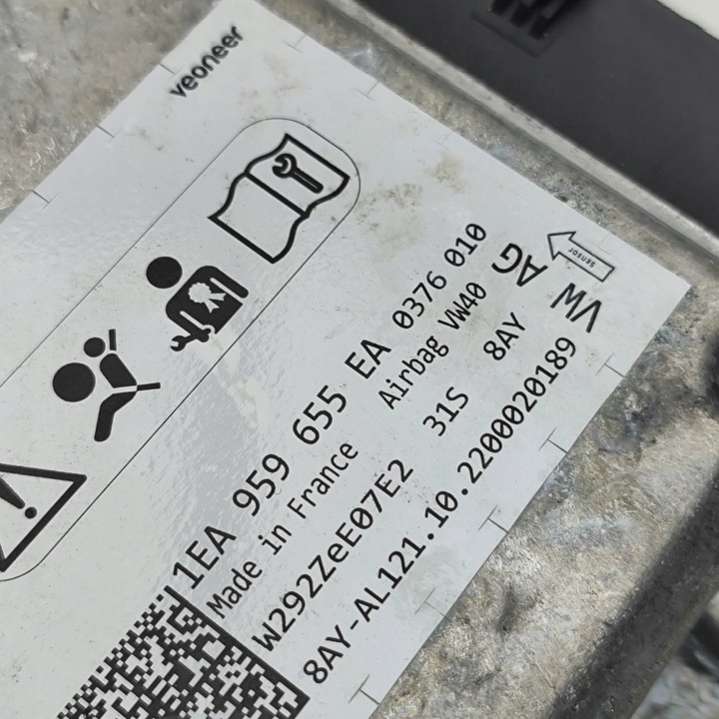 veoneer
SENSOR
VW AG
1EA 959 655 EA 0376 010
Made in France Airbag VW40
W292ZeE07E2 31S 8AY
8AY-AL121.10.2200020189